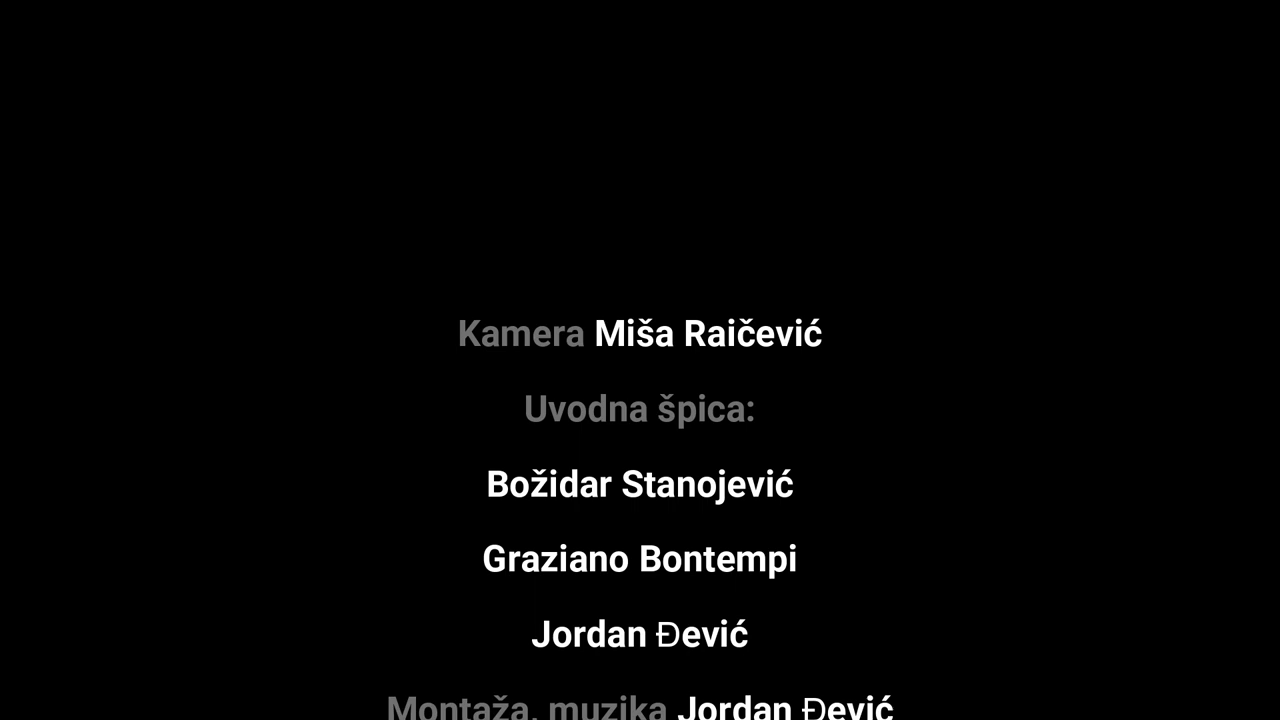 Kamera Miša Raičević
Uvodna špica:
Božidar Stanojević
Graziano Bontempi
Jordan Đević
Montaža, muzika Jordan Đević